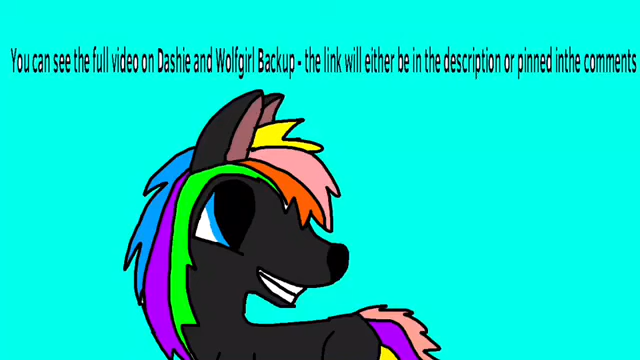 You can see the full video on Dashie and Wolfgirl Backup - the link will either be in the description or pinned inthe comments